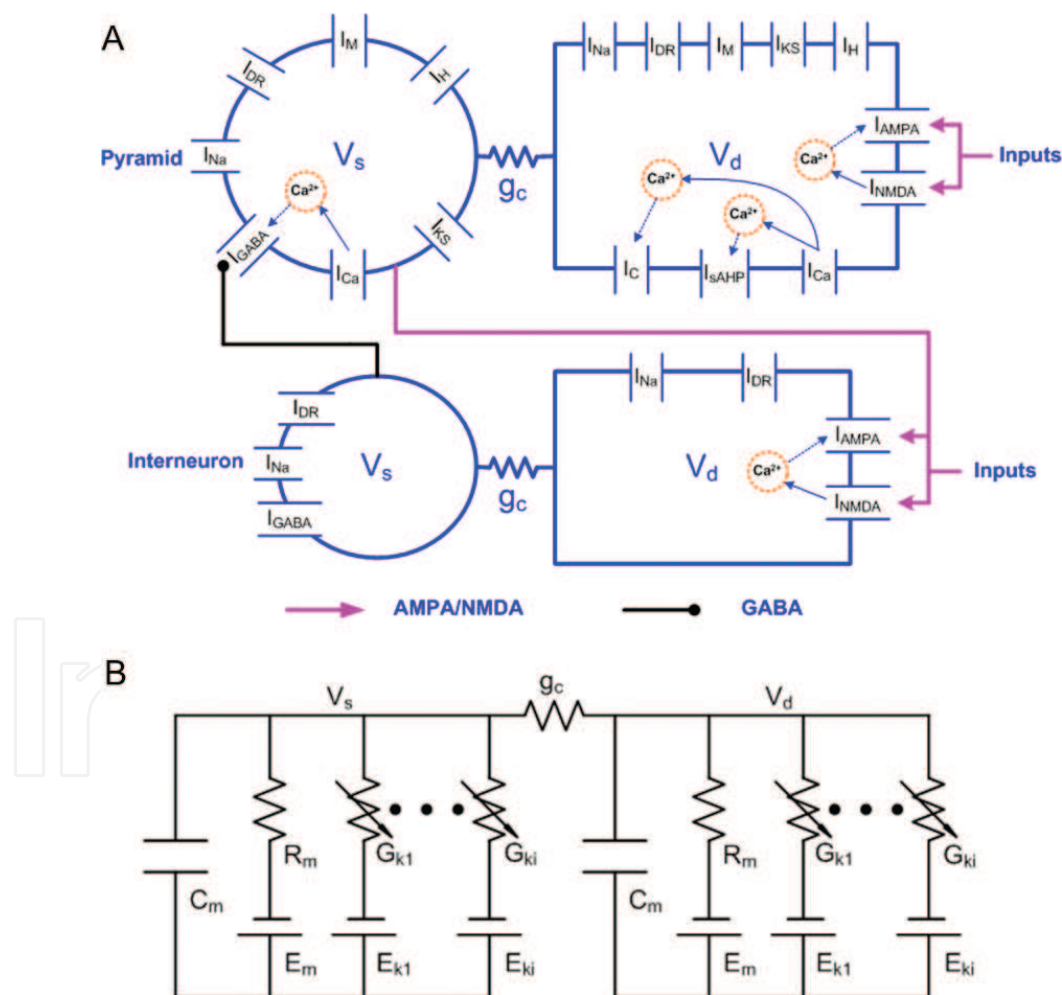 A
I_Na I_DR I_M I_KS I_H
I_M
I_DR
I_H
I_AMPA
Pyramid
I_Na
V_s
g_c
V_d
Ca²⁺
Inputs
Ca²⁺
Ca²⁺
I_NMDA
Ca²⁺
I_GABA
I_KS
I_Ca
I_C
I_sAHP
I_Ca
I_DR
I_Na
I_DR
I_AMPA
Interneuron
I_Na
V_s
g_c
V_d
Ca²⁺
Inputs
I_GABA
I_NMDA
AMPA/NMDA
GABA
B
V_s
g_c
V_d
R_m
G_k1
G_ki
R_m
G_k1
G_ki
C_m
C_m
E_m
E_k1
E_ki
E_m
E_k1
E_ki